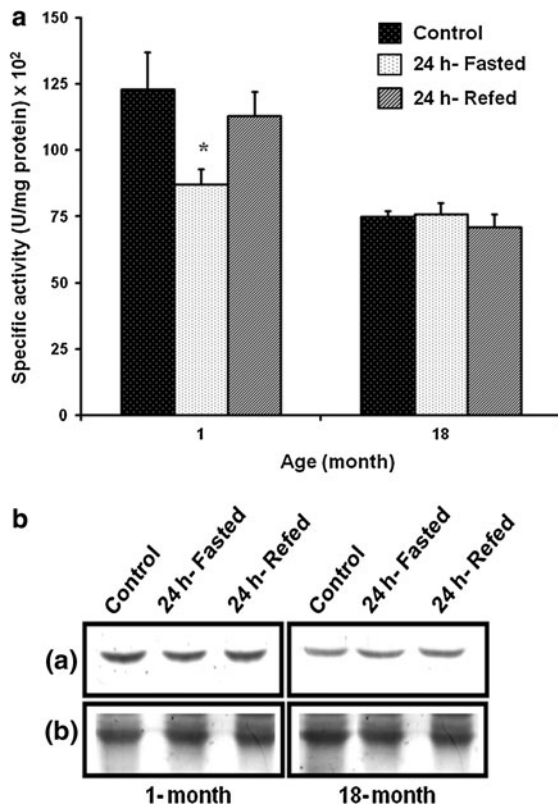 a
150
125
100
75
50
25
0
Specific activity (U/mg protein) x 10²
Control
24 h- Fasted
24 h- Refed
*
1
18
Age (month)
b
Control
24 h- Fasted
24 h- Refed
Control
24 h- Fasted
24 h- Refed
(a)
(b)
1-month
18-month